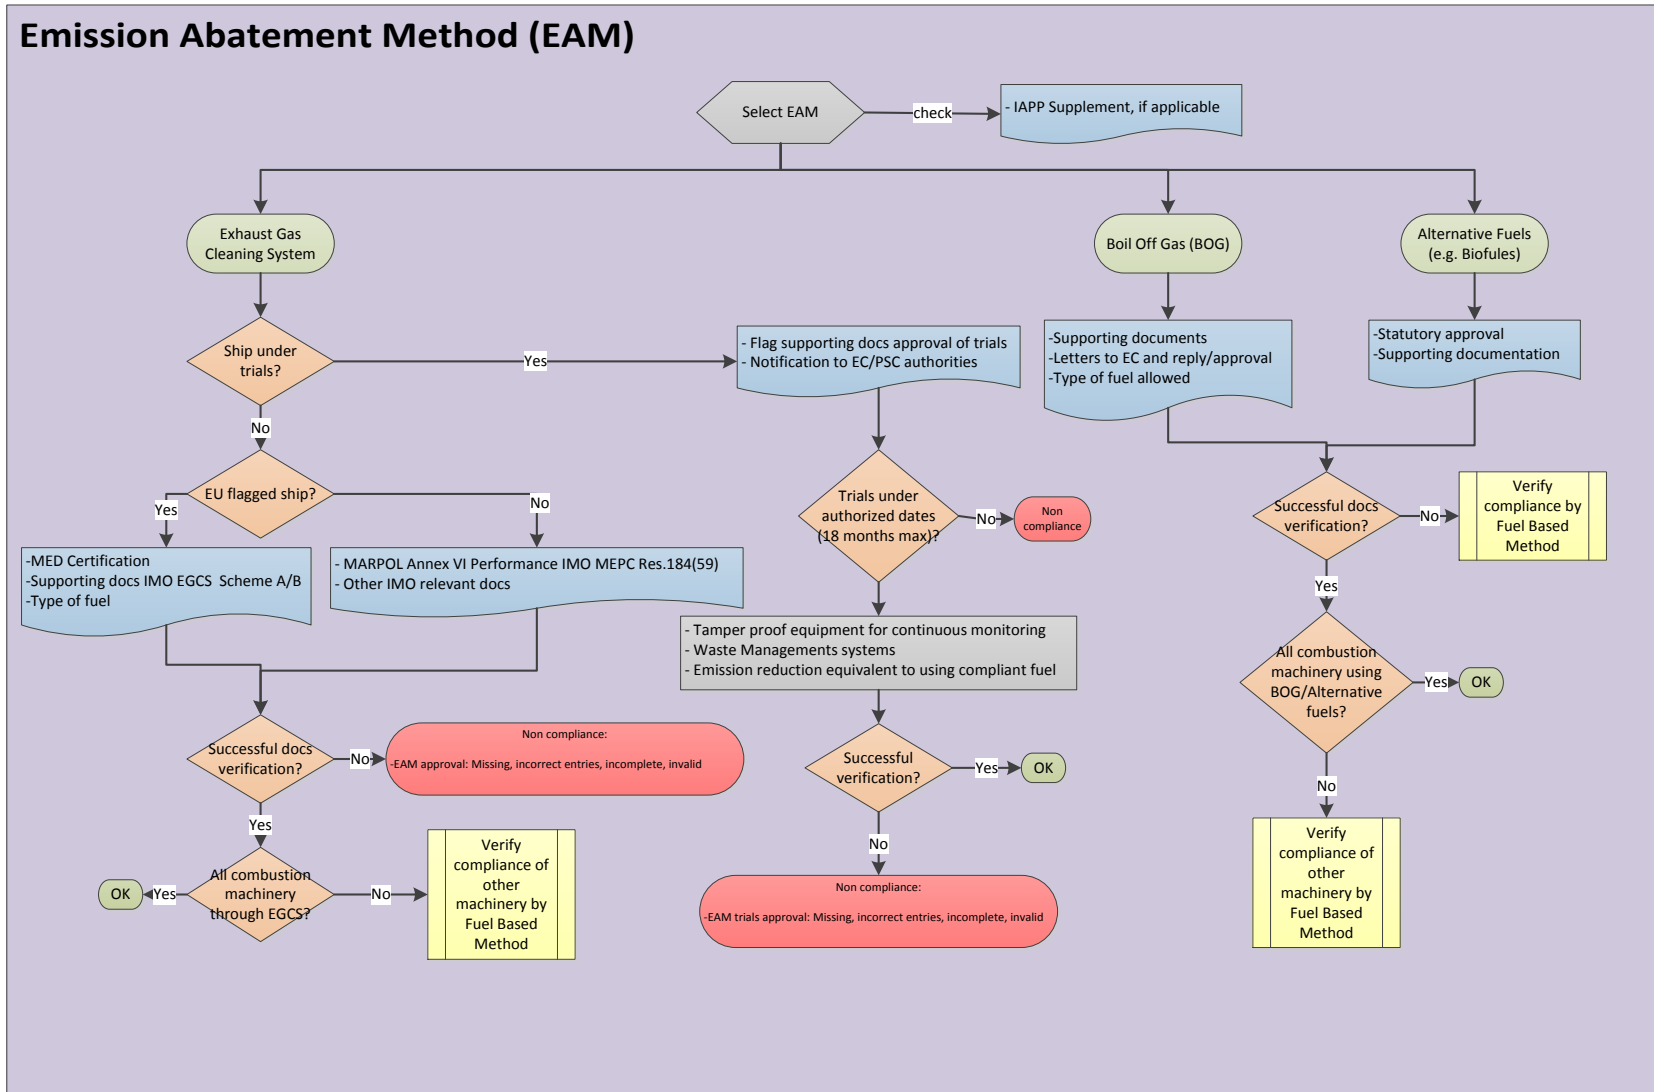 Emission Abatement Method (EAM)
Select EAM
check
- IAPP Supplement, if applicable
Exhaust Gas
Cleaning System
Boil Off Gas (BOG)
Alternative Fuels
(e.g. Biofules)
Ship under
trials?
Yes
- Flag supporting docs approval of trials
- Notification to EC/PSC authorities
-Supporting documents
-Letters to EC and reply/approval
-Type of fuel allowed
-Statutory approval
-Supporting documentation
No
EU flagged ship?
Yes
No
-MED Certification
-Supporting docs IMO EGCS Scheme A/B
-Type of fuel
- MARPOL Annex VI Performance IMO MEPC Res.184(59)
- Other IMO relevant docs
Trials under
authorized dates
(18 months max)?
No
Non
compliance
Successful docs
verification?
No
Verify
compliance by
Fuel Based
Method
Yes
- Tamper proof equipment for continuous monitoring
- Waste Managements systems
- Emission reduction equivalent to using compliant fuel
All combustion
machinery using
BOG/Alternative
fuels?
Yes
OK
Successful docs
verification?
No
Non compliance:
-EAM approval: Missing, incorrect entries, incomplete, invalid
Successful
verification?
Yes
OK
No
Yes
No
All combustion
machinery
through EGCS?
Yes
OK
No
Verify
compliance of
other
machinery by
Fuel Based
Method
Non compliance:
-EAM trials approval: Missing, incorrect entries, incomplete, invalid
Verify
compliance of
other
machinery by
Fuel Based
Method